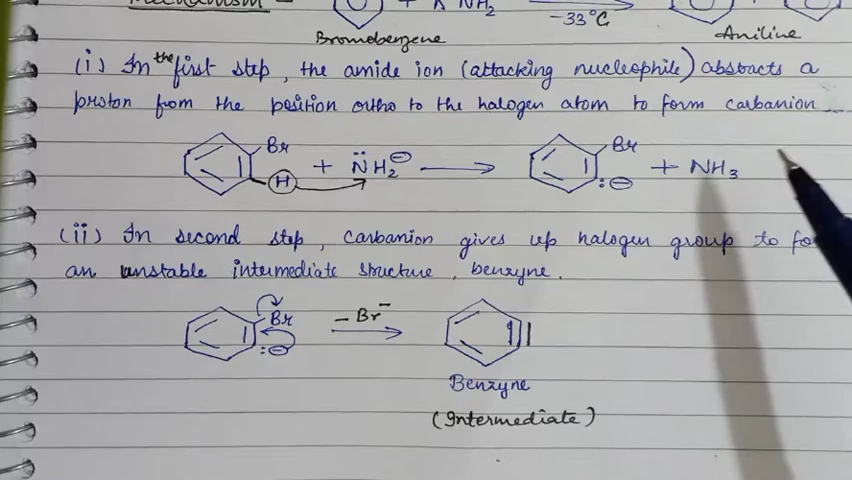 Mechanism -
+ K NH2
-33°C
+
Bromobenzene
Aniline
(i) In the first step, the amide ion (attacking nucleophile) abstracts a
proton from the position ortho to the halogen atom to form carbanion
Br H + N̈H2⊖ → Br :⊖ + NH3
(ii) In second step, carbanion gives up halogen group to
an unstable intermediate structure, benzyne.
Br :⊖ - Br⁻ →
Benzyne
(Intermediate)